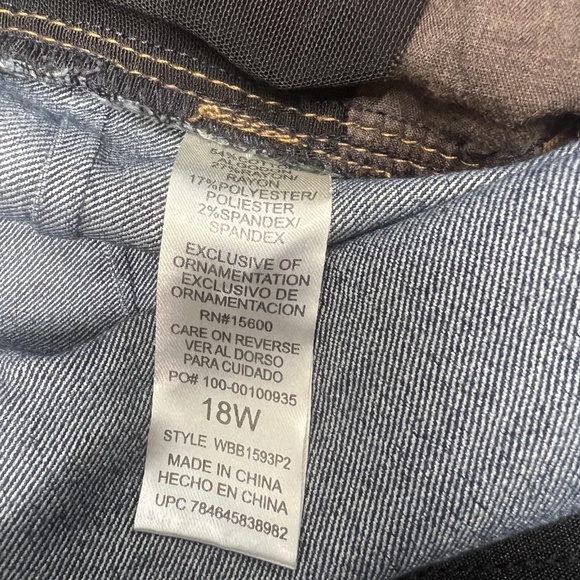 RAYON
17%POLYESTER/
POLIESTER
2%SPANDEX/
SPANDEX
EXCLUSIVE OF
ORNAMENTATION
EXCLUSIVO DE
ORNAMENTACION
RN#15600
CARE ON REVERSE
VER AL DORSO
PARA CUIDADO
PO# 100-00100935
18W
STYLE WBB1593P2
MADE IN CHINA
HECHO EN CHINA
UPC 784645838982